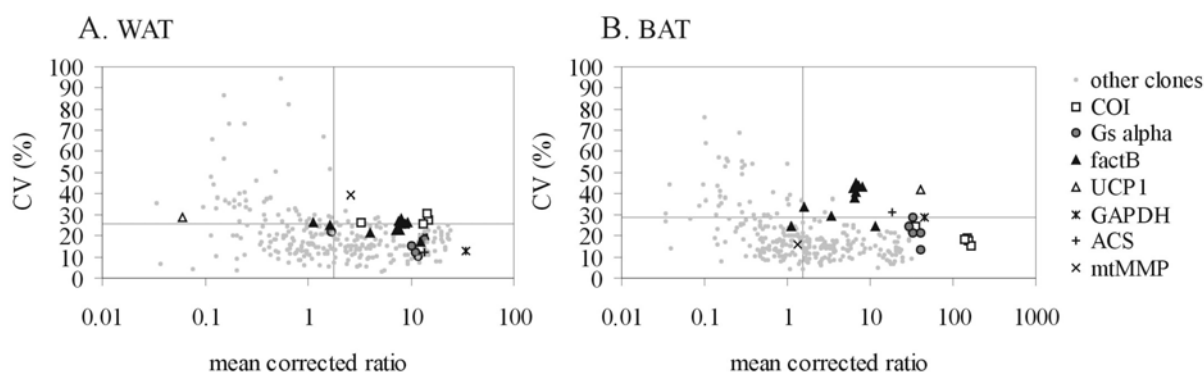 A. WAT
100
90
80
70
60
50
40
30
20
10
0
CV (%)
0.01 0.1 1 10 100
mean corrected ratio
B. BAT
100
90
80
70
60
50
40
30
20
10
0
CV (%)
0.01 0.1 1 10 100 1000
mean corrected ratio
other clones
COI
Gs alpha
factB
UCP1
GAPDH
ACS
mtMMP